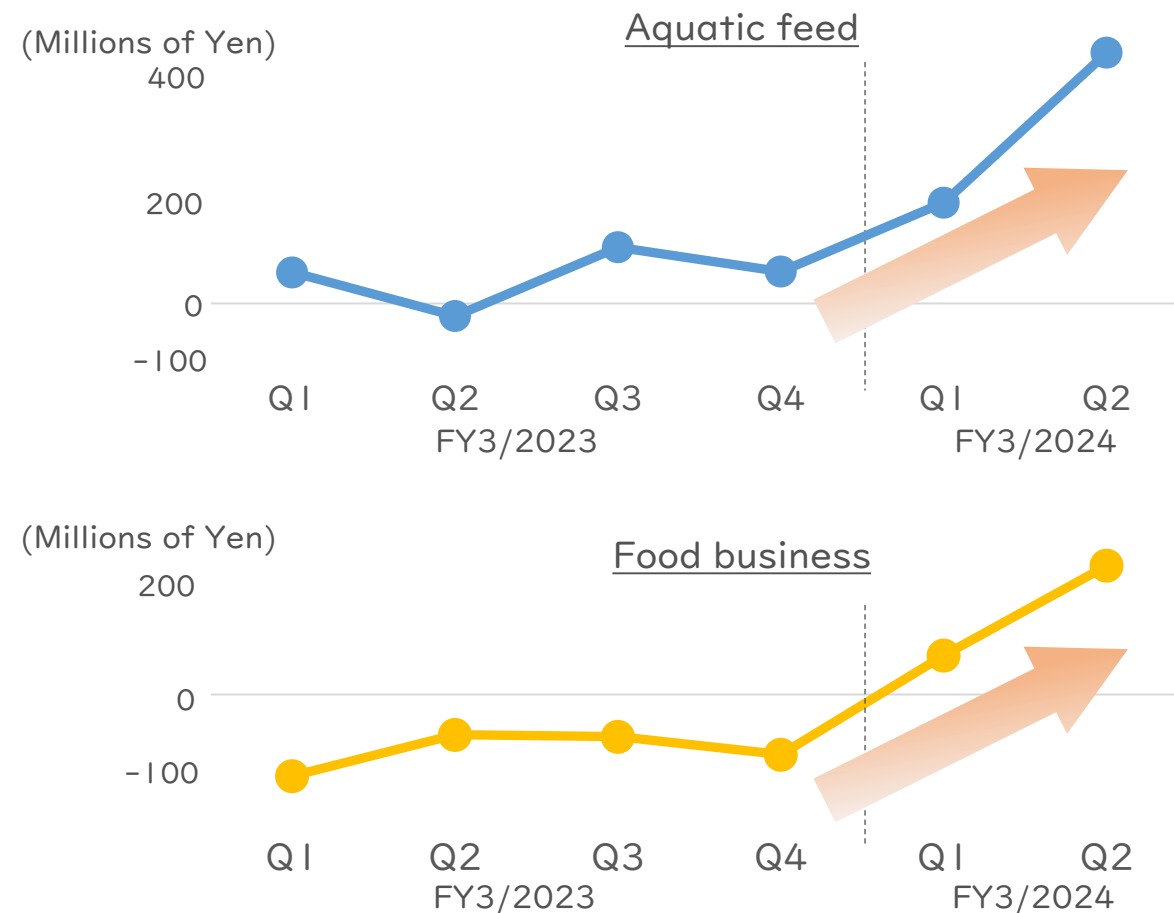 Aquatic feed
(Millions of Yen)
400
200
0
-100
Q1 Q2 Q3 Q4 Q1 Q2
FY3/2023 FY3/2024
(Millions of Yen)
Food business
200
0
-100
Q1 Q2 Q3 Q4 Q1 Q2
FY3/2023 FY3/2024